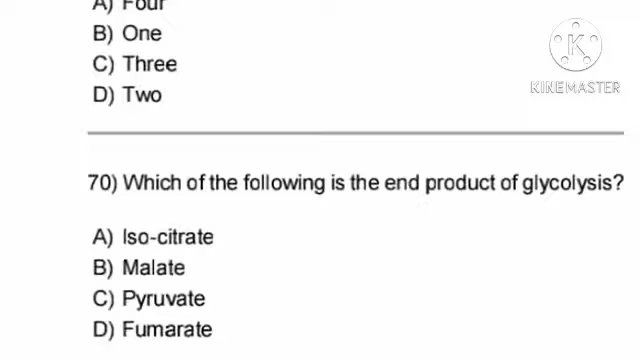 A) Four
B) One
C) Three
D) Two
K
KINEMASTER
70) Which of the following is the end product of glycolysis?
A) Iso-citrate
B) Malate
C) Pyruvate
D) Fumarate